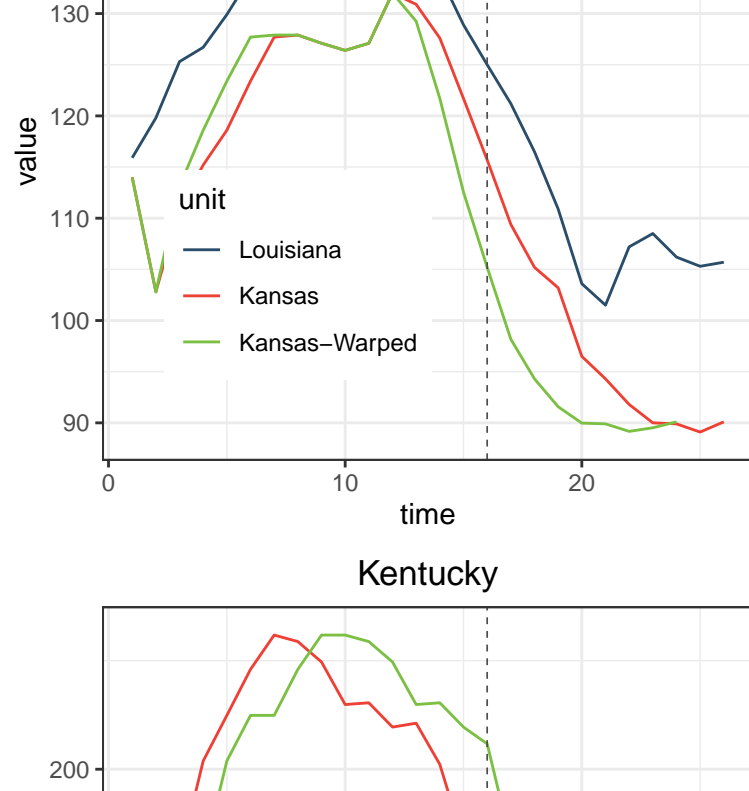 130
120
110
100
90
value
unit
Louisiana
Kansas
Kansas−Warped
0 10 20
time
Kentucky
200